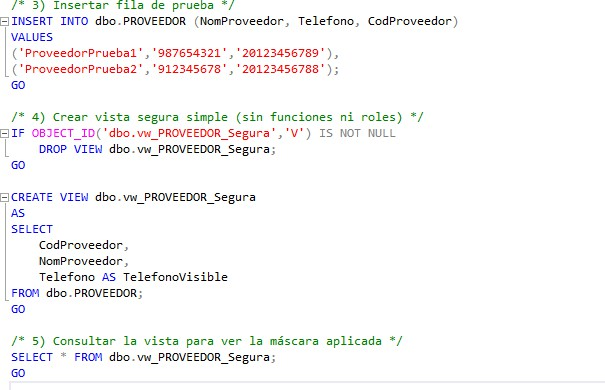 /* 3) Insertar fila de prueba */
INSERT INTO dbo.PROVEEDOR (NomProveedor, Telefono, CodProveedor)
VALUES
('ProveedorPrueba1','987654321','20123456789'),
('ProveedorPrueba2','912345678','20123456788');
GO
/* 4) Crear vista segura simple (sin funciones ni roles) */
IF OBJECT_ID('dbo.vw_PROVEEDOR_Segura','V') IS NOT NULL
DROP VIEW dbo.vw_PROVEEDOR_Segura;
GO
CREATE VIEW dbo.vw_PROVEEDOR_Segura
AS
SELECT
CodProveedor,
NomProveedor,
Telefono AS TelefonoVisible
FROM dbo.PROVEEDOR;
GO
/* 5) Consultar la vista para ver la máscara aplicada */
SELECT * FROM dbo.vw_PROVEEDOR_Segura;
GO